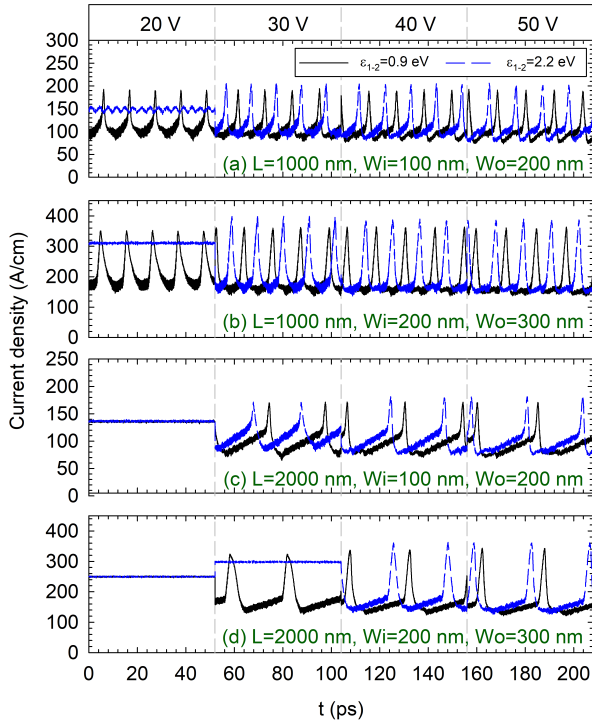 20 V 30 V 40 V 50 V
300
250
200
150
100
50
0
ε1-2=0.9 eV ε1-2=2.2 eV
(a) L=1000 nm, Wi=100 nm, Wo=200 nm
400
300
200
100
0
(b) L=1000 nm, Wi=200 nm, Wo=300 nm
250
200
150
100
50
0
(c) L=2000 nm, Wi=100 nm, Wo=200 nm
400
300
200
100
0
(d) L=2000 nm, Wi=200 nm, Wo=300 nm
Current density (A/cm)
0 20 40 60 80 100 120 140 160 180 200
t (ps)